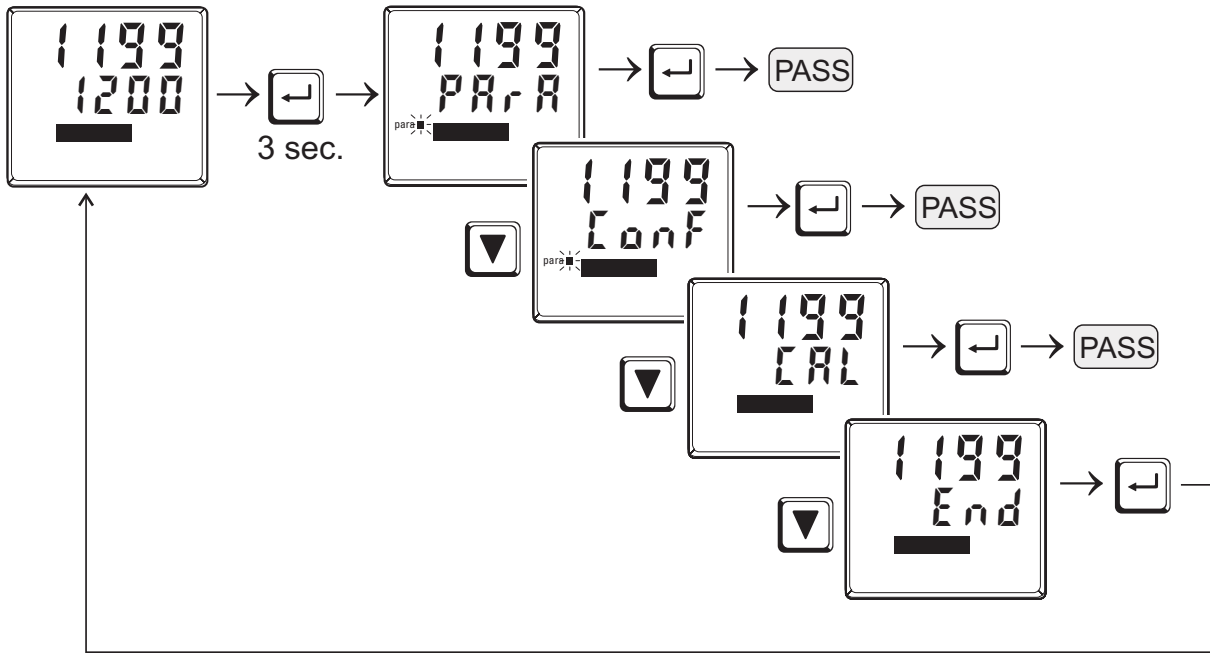 1199
1200
3 sec.
1199
PArA
para
PASS
1199
ConF
para
PASS
1199
CAL
PASS
1199
End